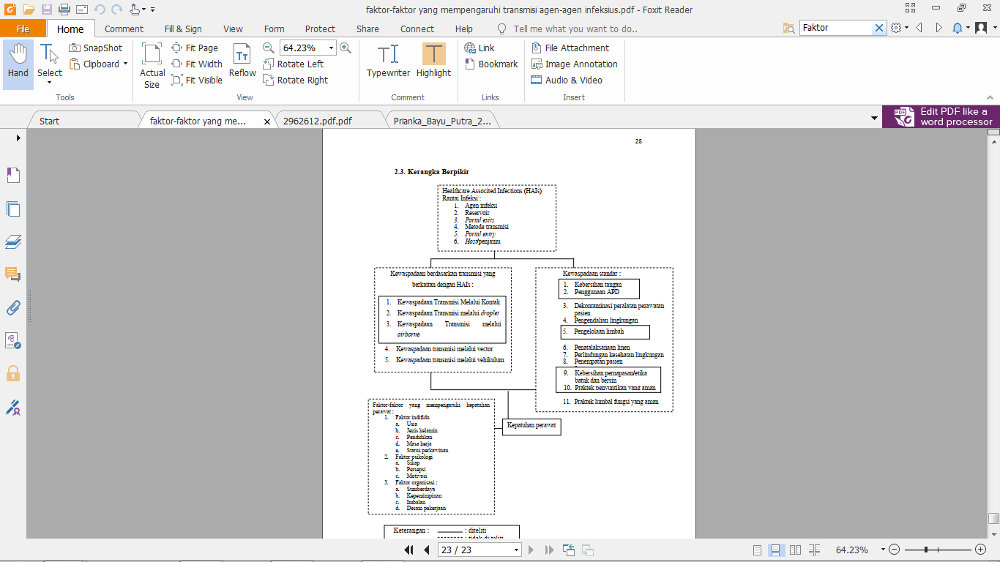 faktor-faktor yang mempengaruhi transmisi agen-agen infeksius.pdf - Foxit Reader
File
Home
Comment
Fill & Sign
View
Form
Protect
Share
Connect
Help
Tell me what you want to do..
Faktor
Hand
Select
SnapShot
Clipboard
Tools
Actual Size
Fit Page
Fit Width
Fit Visible
Reflow
64.23%
Rotate Left
Rotate Right
View
Typewriter
Highlight
Comment
Link
Bookmark
Links
File Attachment
Image Annotation
Audio & Video
Insert
Start
faktor-faktor yang me...
2962612.pdf.pdf
Prianka_Bayu_Putra_2...
PDF
Edit PDF like a
word processor
28
2.3. Kerangka Berpikir
Healthcare Associted Infections (HAIs)
Rantai Infeksi :
1. Agen infeksi
2. Reservoir
3. Portal exits
4. Metode transmisi
5. Portal entry
6. Host/penjamu
Kewaspadaan berdasarkan transmisi yang
berkaitan dengan HAIs :
1. Kewaspadaan Transmisi Melalui Kontak
2. Kewaspadaan Transmisi melalui droplet
3. Kewaspadaan Transmisi melalui
airborne
4. Kewaspadaan transmisi melalui vector
5. Kewaspadaan transmisi melalui vehikulum
Kewaspadaan standar :
1. Kebersihan tangan
2. Penggunaan APD
3. Dekontaminasi peralatan perawatan
pasien
4. Pengendalian lingkungan
5. Pengelolaan limbah
6. Penatalaksanaan linen
7. Perlindungan kesehatan lingkungan
8. Penempatan pasien
9. Kebersihan pernapasan/etika
batuk dan bersin
10. Praktek penyuntikan yang aman
11. Praktek lumbal fungsi yang aman
Faktor-faktor yang mempengaruhi kepatuhan
perawat :
1. Faktor indifidu
a. Usia
b. Jenis kelamin
c. Pendidikan
d. Masa kerja
e. Status perkawinan
2. Faktor psikologi
a. Sikap
b. Persepsi
c. Motivasi
3. Faktor organisasi :
a. Sumberdaya
b. Kepemimpinan
c. Imbalan
d. Desain pekerjaan
Kepatuhan perawat
Keterangan : : diteliti
: tidak di teliti
23 / 23
64.23%